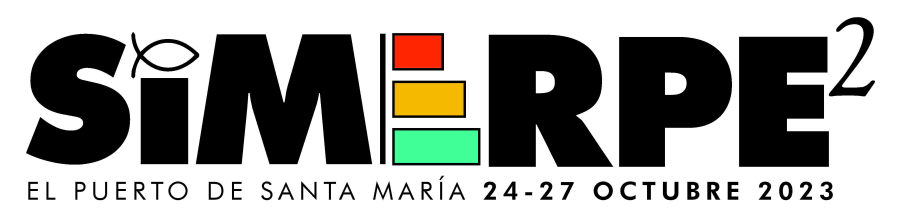 SiMERPE²
EL PUERTO DE SANTA MARÍA 24-27 OCTUBRE 2023